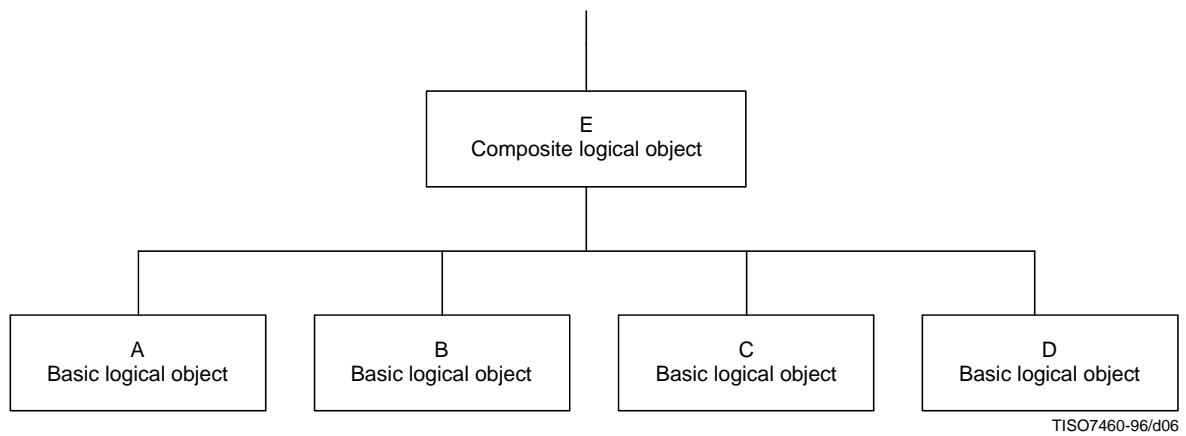 E
Composite logical object
A
Basic logical object
B
Basic logical object
C
Basic logical object
D
Basic logical object
TISO7460-96/d06